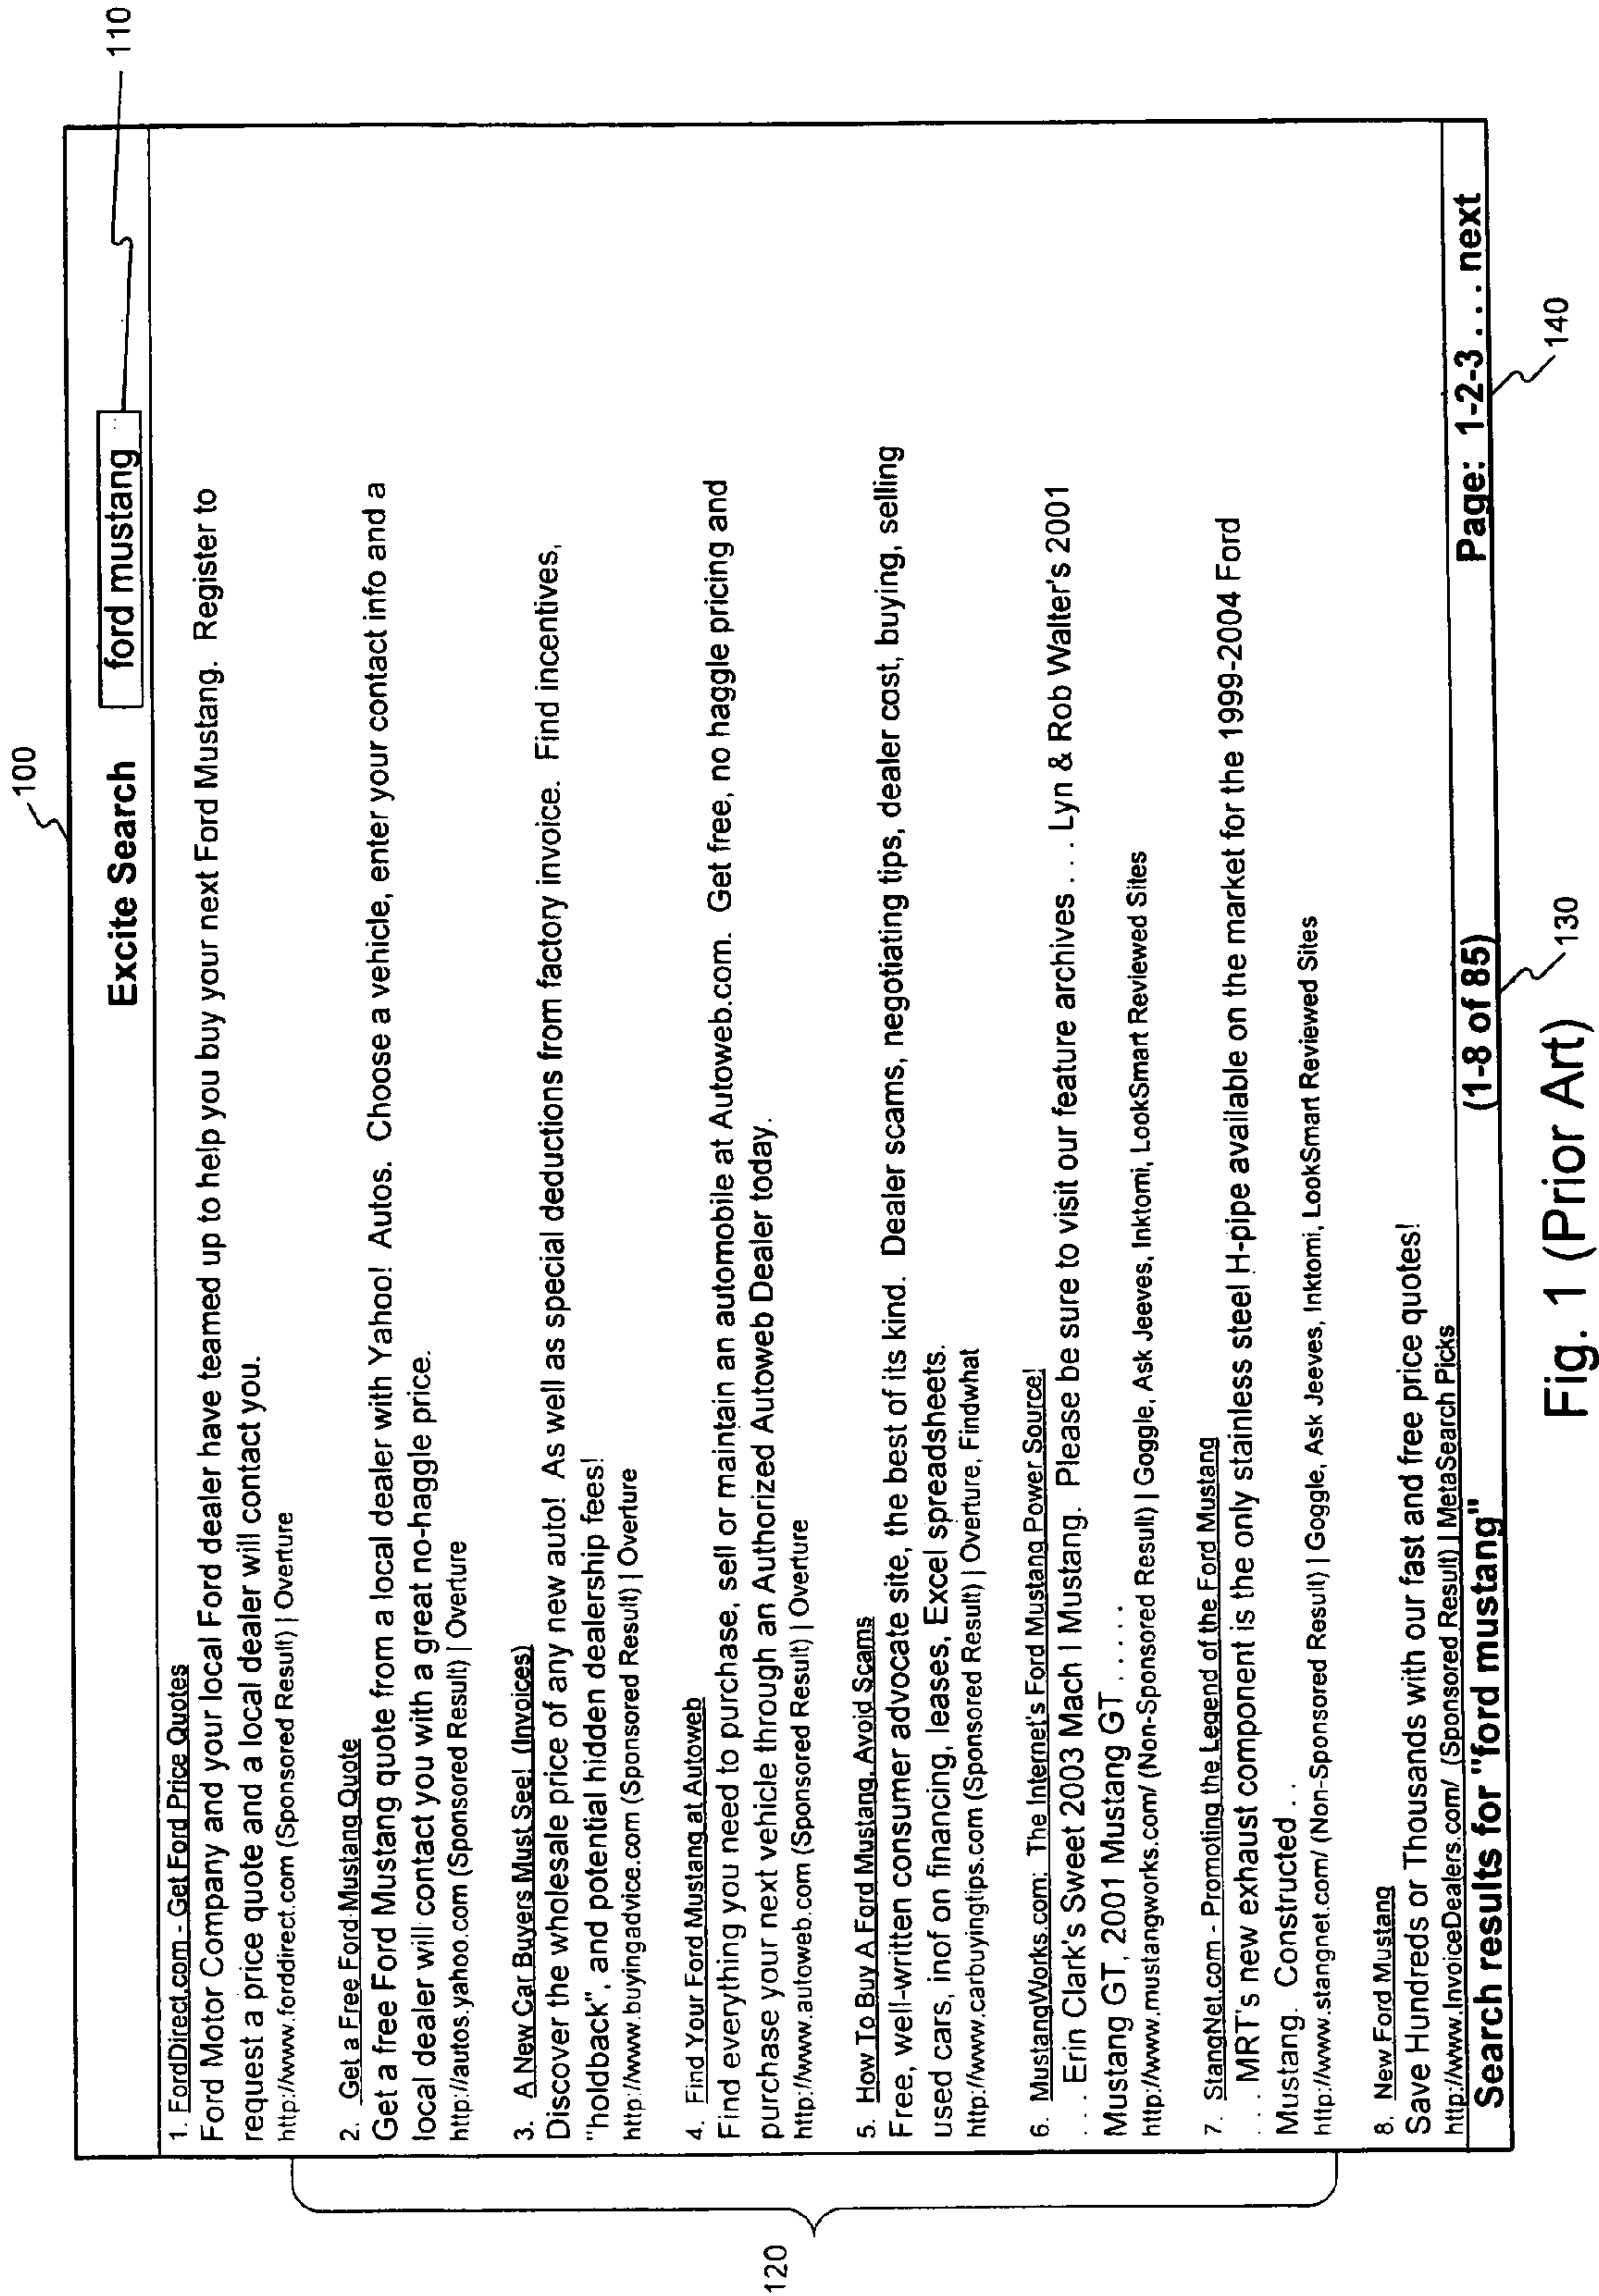 100
110
Excite Search ford mustang
1. FordDirect.com - Get Ford Price Quotes
Ford Motor Company and your local Ford dealer have teamed up to help you buy your next Ford Mustang. Register to
request a price quote and a local dealer will contact you.
http://www.forddirect.com (Sponsored Result) | Overture
2. Get a Free Ford Mustang Quote
Get a free Ford Mustang quote from a local dealer with Yahoo! Autos. Choose a vehicle, enter your contact info and a
local dealer will contact you with a great no-haggle price.
http://autos.yahoo.com (Sponsored Result) | Overture
3. A New Car Buyers Must See! (Invoices)
Discover the wholesale price of any new auto! As well as special deductions from factory invoice. Find incentives,
"holdback", and potential hidden dealership fees!
http://www.buyingadvice.com (Sponsored Result) | Overture
4. Find Your Ford Mustang at Autoweb
Find everything you need to purchase, sell or maintain an automobile at Autoweb.com. Get free, no haggle pricing and
purchase your next vehicle through an Authorized Autoweb Dealer today.
http://www.autoweb.com (Sponsored Result) | Overture
5. How To Buy A Ford Mustang, Avoid Scams
Free, well-written consumer advocate site, the best of its kind. Dealer scams, negotiating tips, dealer cost, buying, selling
used cars, inof on financing, leases, Excel spreadsheets.
http://www.carbuyingtips.com (Sponsored Result) | Overture, Findwhat
6. MustangWorks.com: The Internet's Ford Mustang Power Source!
. . . Erin Clark's Sweet 2003 Mach I Mustang. Please be sure to visit our feature archives . . . Lyn & Rob Walter's 2001
Mustang GT, 2001 Mustang GT . . . . .
http://www.mustangworks.com/ (Non-Sponsored Result) | Goggle, Ask Jeeves, Inktomi, LookSmart Reviewed Sites
7. StangNet.com - Promoting the Legend of the Ford Mustang
. . . MRT's new exhaust component is the only stainless steel H-pipe available on the market for the 1999-2004 Ford
Mustang. Constructed . .
http://www.stangnet.com/ (Non-Sponsored Result) | Goggle, Ask Jeeves, Inktomi, LookSmart Reviewed Sites
8. New Ford Mustang
Save Hundreds or Thousands with our fast and free price quotes!
http://www.InvoiceDealers.com/ (Sponsored Result) | MetaSearch Picks
Search results for "ford mustang" (1-8 of 85) Page: 1-2-3 . . . next
120
130
140
Fig. 1 (Prior Art)